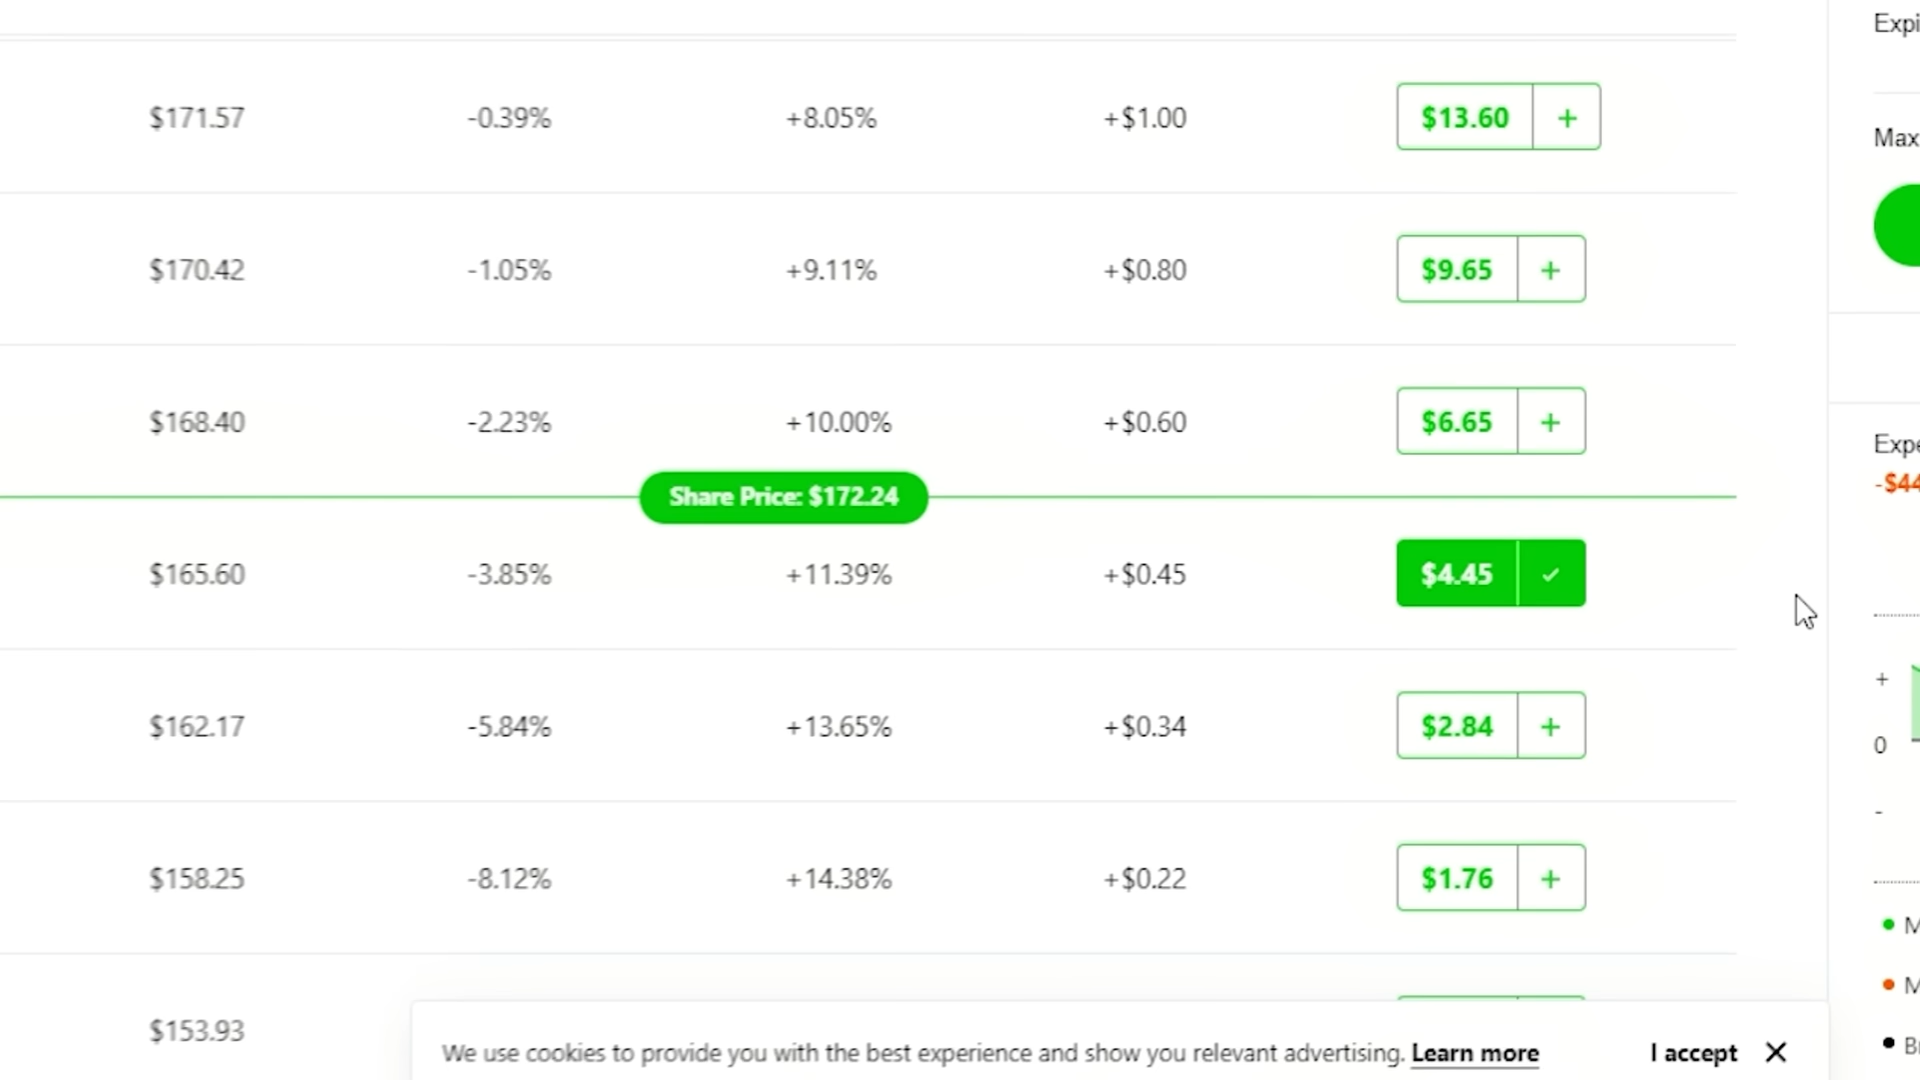 Expi
$171.57 -0.39% +8.05% +$1.00 $13.60 +
Max
$170.42 -1.05% +9.11% +$0.80 $9.65 +
$168.40 -2.23% +10.00% +$0.60 $6.65 +
Expe
-$44
Share Price: $172.24
$165.60 -3.85% +11.39% +$0.45 $4.45
+
$162.17 -5.84% +13.65% +$0.34 $2.84 +
0
-
$158.25 -8.12% +14.38% +$0.22 $1.76 +
M
M
$153.93
We use cookies to provide you with the best experience and show you relevant advertising. Learn more I accept